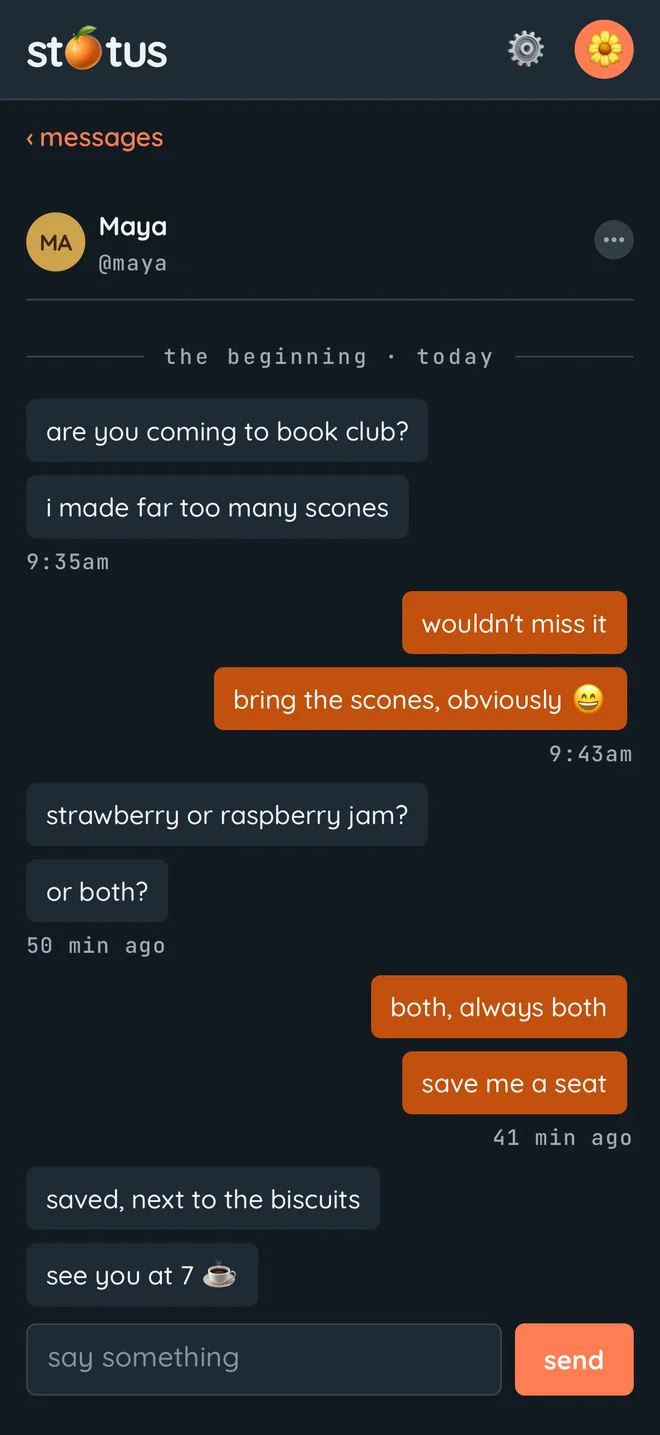 st🍊tus
‹ messages
MA
Maya
@maya
the beginning · today
are you coming to book club?
i made far too many scones
9:35am
wouldn't miss it
bring the scones, obviously 😄
9:43am
strawberry or raspberry jam?
or both?
50 min ago
both, always both
save me a seat
41 min ago
saved, next to the biscuits
see you at 7 ☕
say something
send